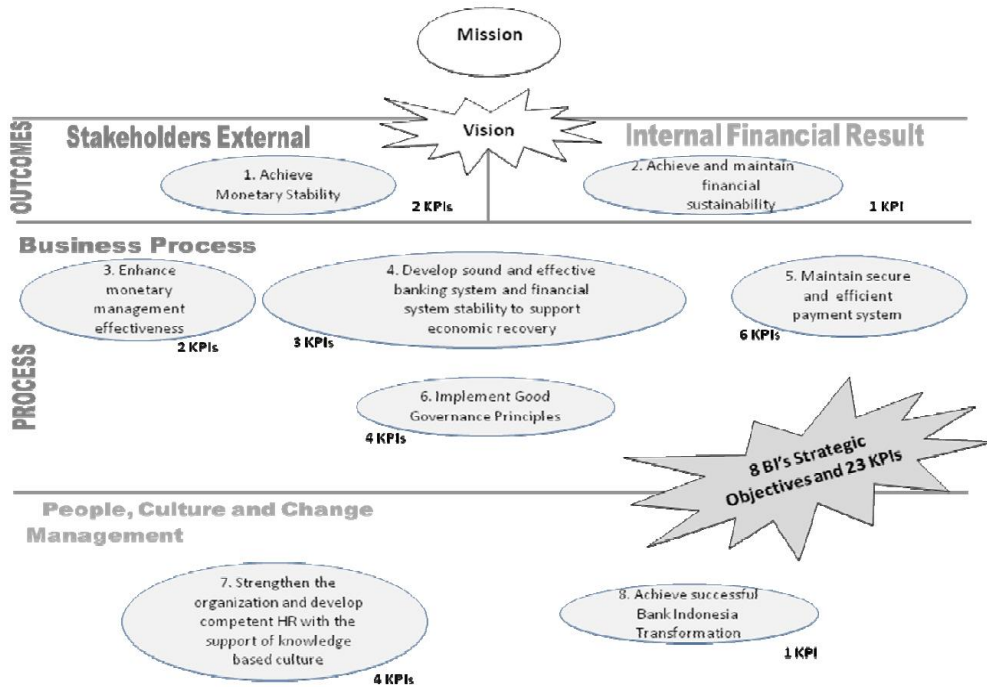 Mission
Vision
OUTCOMES
Stakeholders External
Internal Financial Result
1. Achieve
Monetary Stability
2 KPIs
2. Achieve and maintain
financial
sustainability
1 KPI
PROCESS
Business Process
3. Enhance
monetary
management
effectiveness
2 KPIs
4. Develop sound and effective
banking system and financial
system stability to support
economic recovery
3 KPIs
5. Maintain secure
and efficient
payment system
6 KPIs
6. Implement Good
Governance Principles
4 KPIs
8 BI's Strategic
Objectives and 23 KPIs
People, Culture and Change
Management
7. Strengthen the
organization and develop
competent HR with the
support of knowledge
based culture
4 KPIs
8. Achieve successful
Bank Indonesia
Transformation
1 KPI